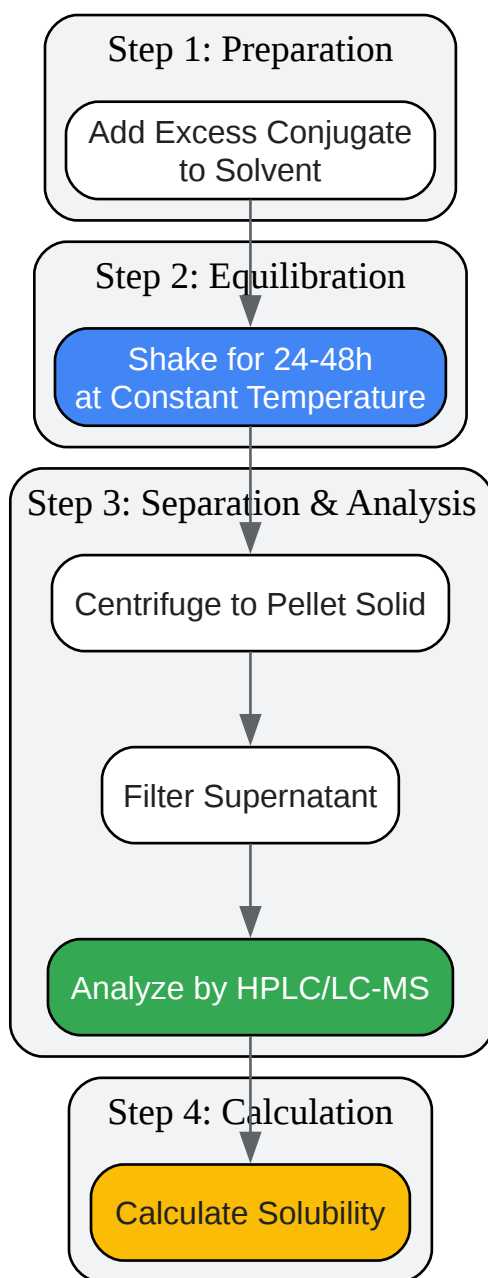 Step 1: Preparation
Add Excess Conjugate
to Solvent
Step 2: Equilibration
Shake for 24-48h
at Constant Temperature
Step 3: Separation & Analysis
Centrifuge to Pellet Solid
Filter Supernatant
Analyze by HPLC/LC-MS
Step 4: Calculation
Calculate Solubility